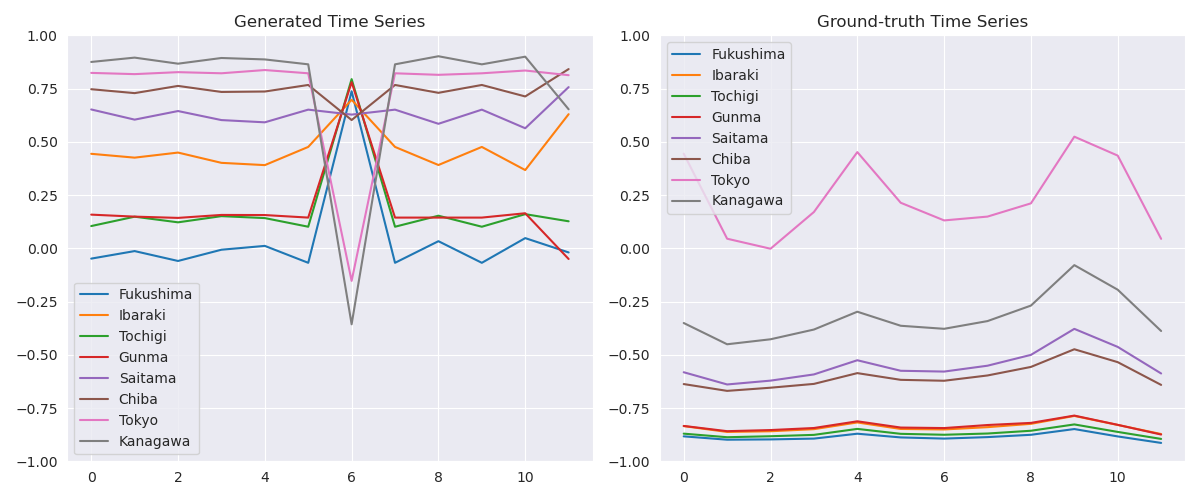 Generated Time Series
1.00
0.75
0.50
0.25
0.00
−0.25
−0.50
−0.75
−1.00
Fukushima
Ibaraki
Tochigi
Gunma
Saitama
Chiba
Tokyo
Kanagawa
0 2 4 6 8 10
Ground-truth Time Series
1.00
0.75
0.50
0.25
0.00
−0.25
−0.50
−0.75
−1.00
Fukushima
Ibaraki
Tochigi
Gunma
Saitama
Chiba
Tokyo
Kanagawa
0 2 4 6 8 10